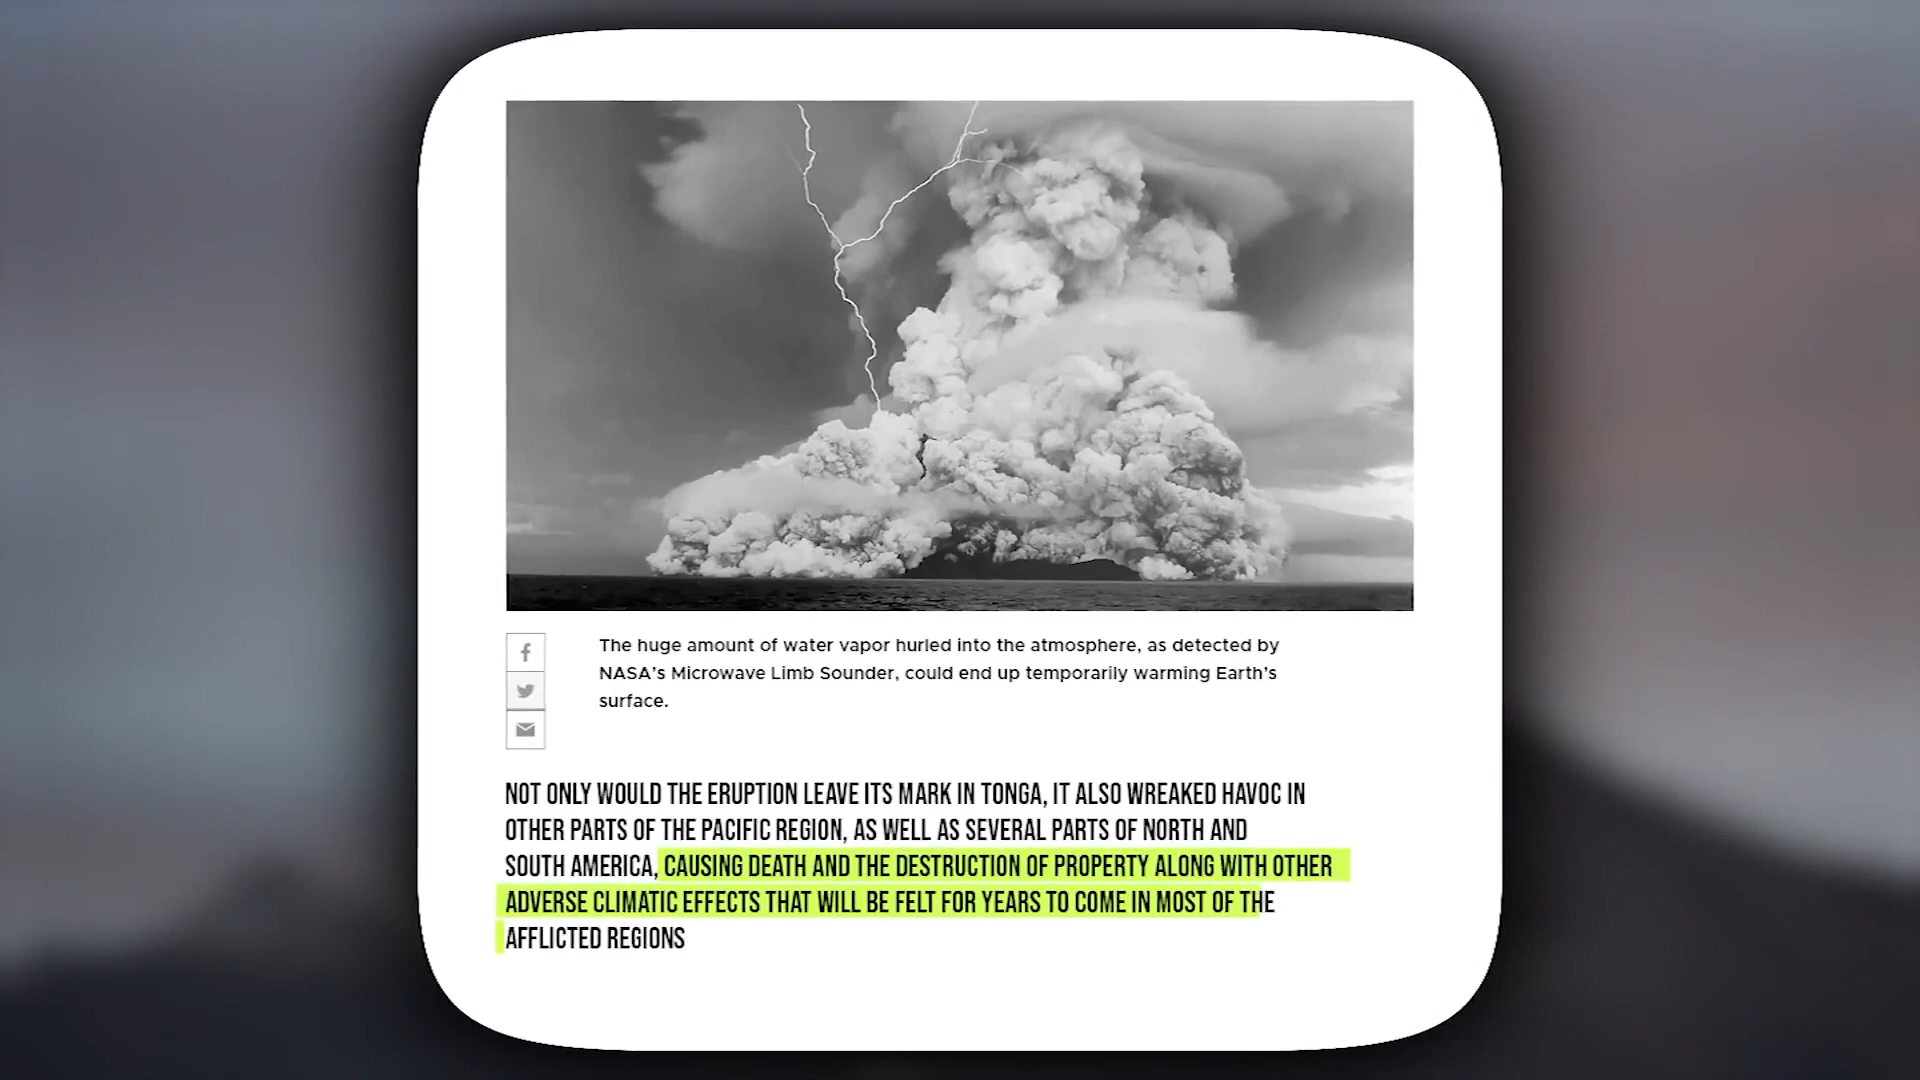 The huge amount of water vapor hurled into the atmosphere, as detected by
NASA's Microwave Limb Sounder, could end up temporarily warming Earth's
surface.
NOT ONLY WOULD THE ERUPTION LEAVE ITS MARK IN TONGA, IT ALSO WREAKED HAVOC IN
OTHER PARTS OF THE PACIFIC REGION, AS WELL AS SEVERAL PARTS OF NORTH AND
SOUTH AMERICA, CAUSING DEATH AND THE DESTRUCTION OF PROPERTY ALONG WITH OTHER
ADVERSE CLIMATIC EFFECTS THAT WILL BE FELT FOR YEARS TO COME IN MOST OF THE
AFFLICTED REGIONS